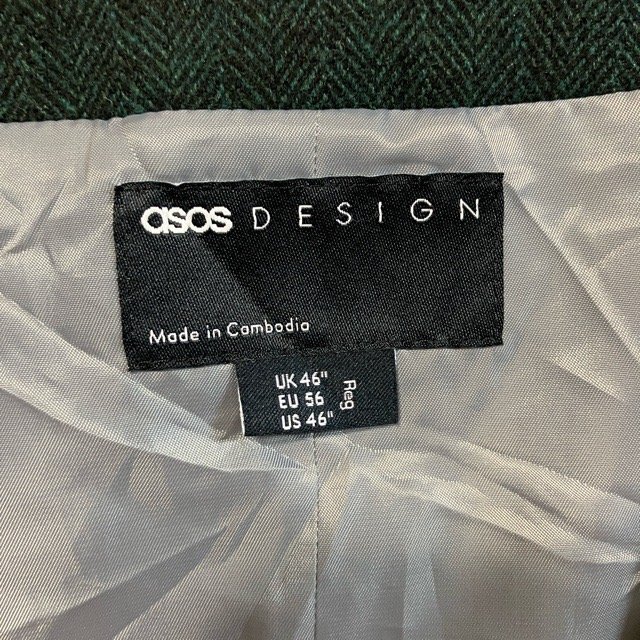 asos DESIGN
Made in Cambodia
UK 46"
EU 56
US 46"
Reg